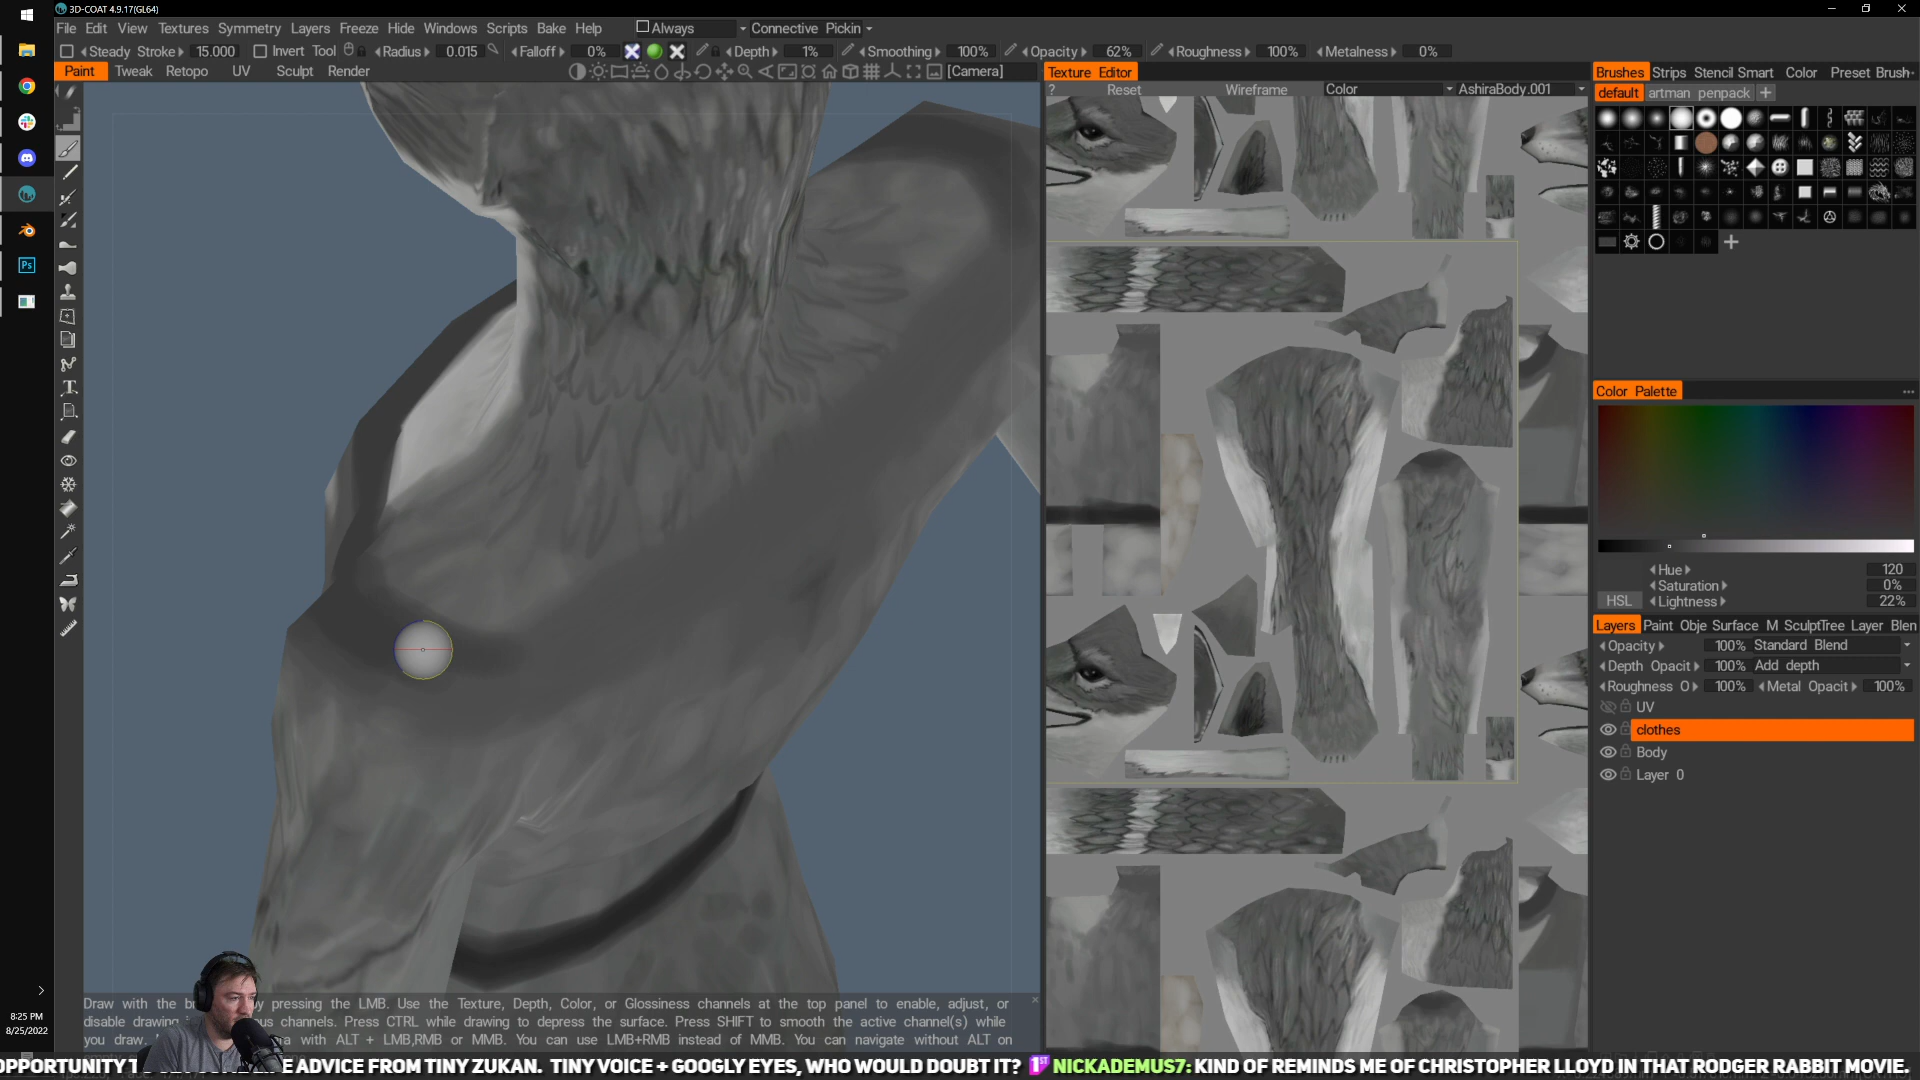 3D-COAT 4.9.17(GL64)
File Edit View Textures Symmetry Layers Freeze Hide Windows Scripts Bake Help Always Connective Pickin
Steady Stroke 15.000 Invert Tool Radius 0.015 Falloff 0% Depth 1% Smoothing 100% Opacity 62% Roughness 100% Metalness 0%
Paint Tweak Retopo UV Sculpt Render [Camera]
Texture Editor
? Reset Wireframe Color AshiraBody.001
Brushes Strips Stencil Smart Color Preset Brush
default artman penpack +
Color Palette
Hue 120
Saturation 0%
HSL Lightness 22%
Layers Paint Obje Surface M SculptTree Layer Blen
Opacity 100% Standard Blend
Depth Opacit 100% Add depth
Roughness O 100% Metal Opacit 100%
UV
clothes
Body
Layer 0
Ps
8:25 PM
8/25/2022
Draw with the b y pressing the LMB. Use the Texture, Depth, Color, or Glossiness channels at the top panel to enable, adjust, or
disable drawing us channels. Press CTRL while drawing to depress the surface. Press SHIFT to smooth the active channel(s) while
you draw. a with ALT + LMB,RMB or MMB. You can use LMB+RMB instead of MMB. You can navigate without ALT on
OPPORTUNITY T E ADVICE FROM TINY ZUKAN. TINY VOICE + GOOGLY EYES, WHO WOULD DOUBT IT? 1ST NICKADEMUS7: KIND OF REMINDS ME OF CHRISTOPHER LLOYD IN THAT RODGER RABBIT MOVIE.